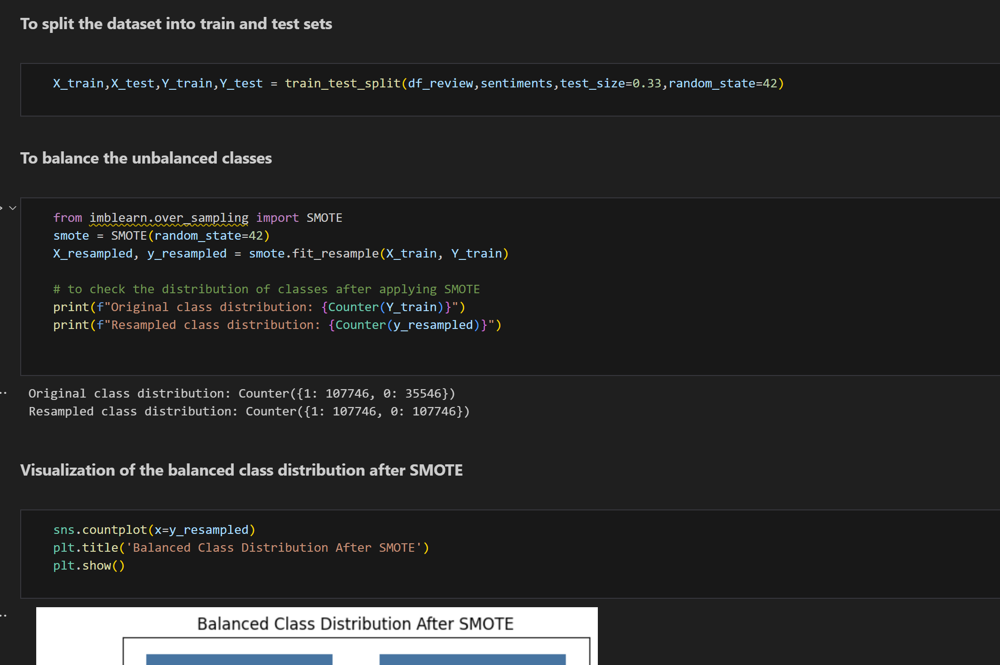 To split the dataset into train and test sets
X_train,X_test,Y_train,Y_test = train_test_split(df_review,sentiments,test_size=0.33,random_state=42)
To balance the unbalanced classes
from imblearn.over_sampling import SMOTE
smote = SMOTE(random_state=42)
X_resampled, y_resampled = smote.fit_resample(X_train, Y_train)
# to check the distribution of classes after applying SMOTE
print(f"Original class distribution: {Counter(Y_train)}")
print(f"Resampled class distribution: {Counter(y_resampled)}")
Original class distribution: Counter({1: 107746, 0: 35546})
Resampled class distribution: Counter({1: 107746, 0: 107746})
Visualization of the balanced class distribution after SMOTE
sns.countplot(x=y_resampled)
plt.title('Balanced Class Distribution After SMOTE')
plt.show()
Balanced Class Distribution After SMOTE